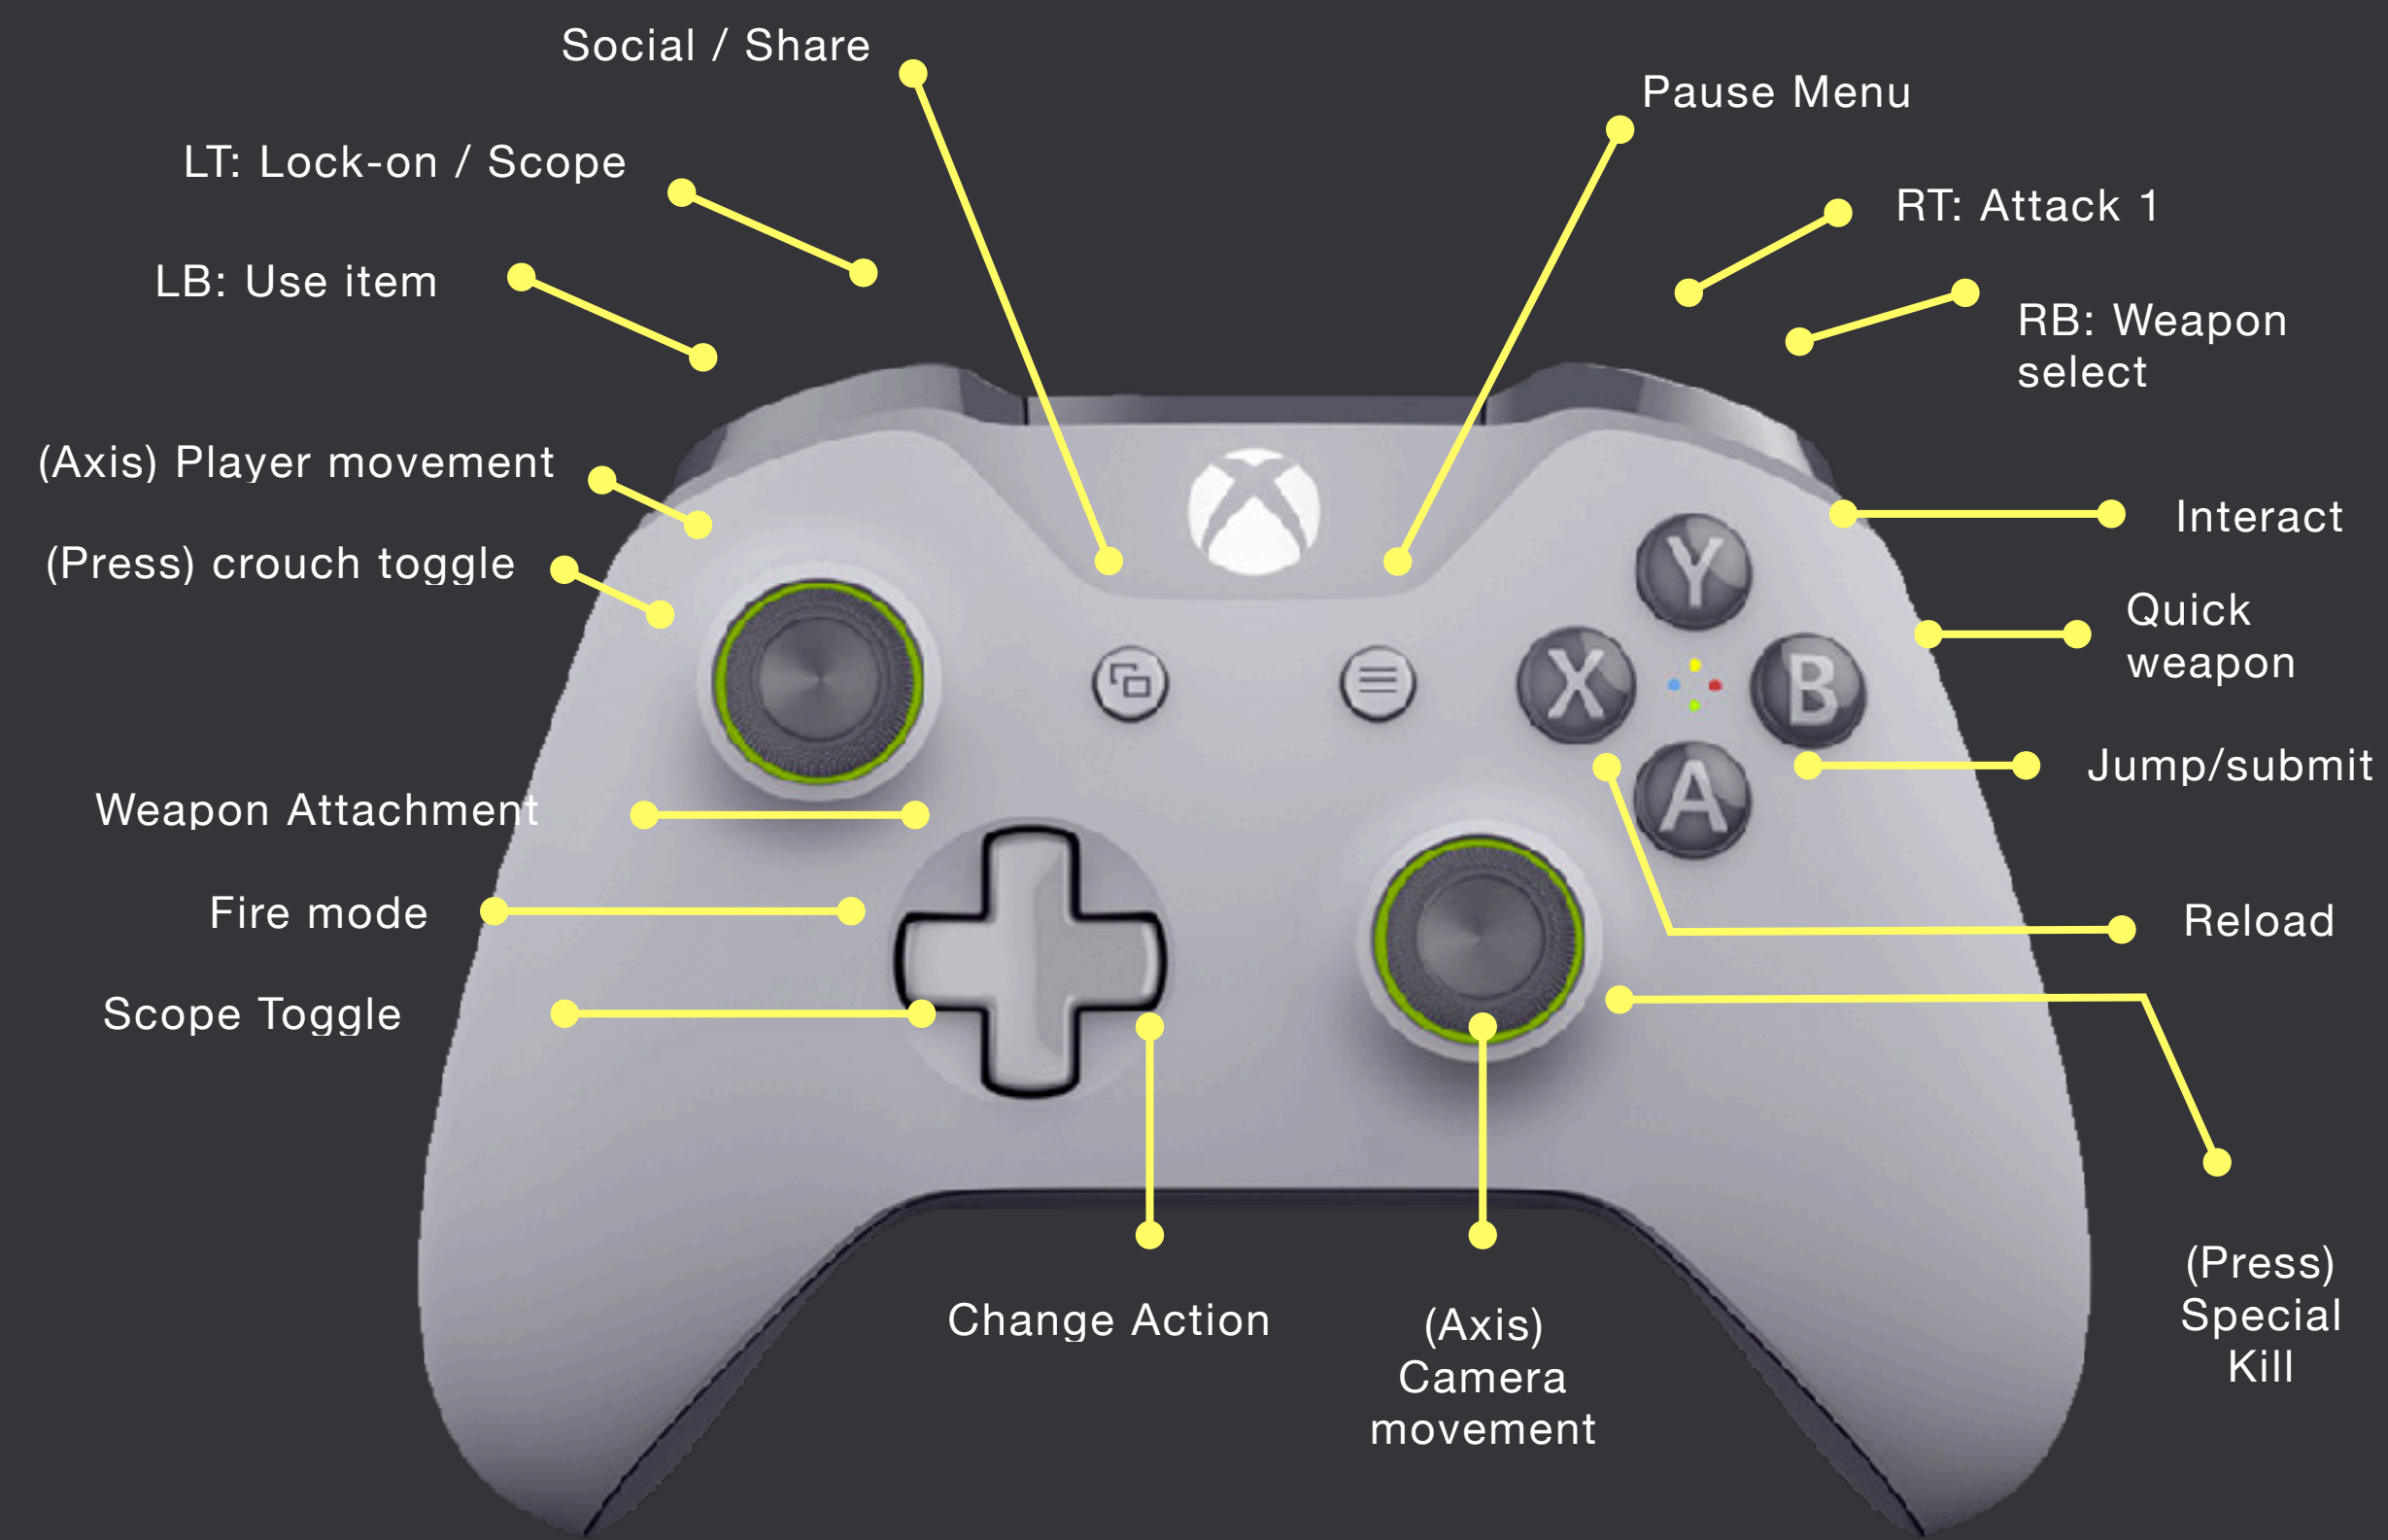 Social / Share
Pause Menu
LT: Lock-on / Scope
RT: Attack 1
LB: Use item
RB: Weapon
select
(Axis) Player movement
Interact
(Press) crouch toggle
Quick
weapon
Y
X
B
A
Jump/submit
Weapon Attachment
Fire mode
Reload
Scope Toggle
Change Action
(Axis)
Camera
movement
(Press)
Special
Kill